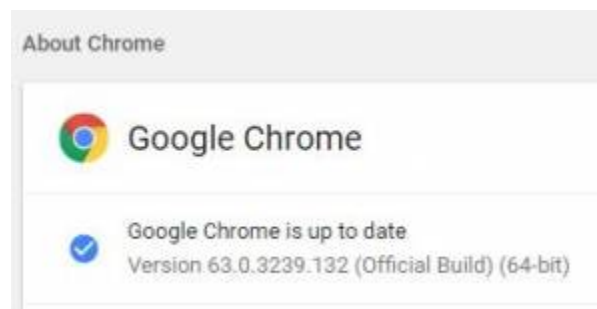 About Chrome
Google Chrome
Google Chrome is up to date
Version 63.0.3239.132 (Official Build) (64-bit)